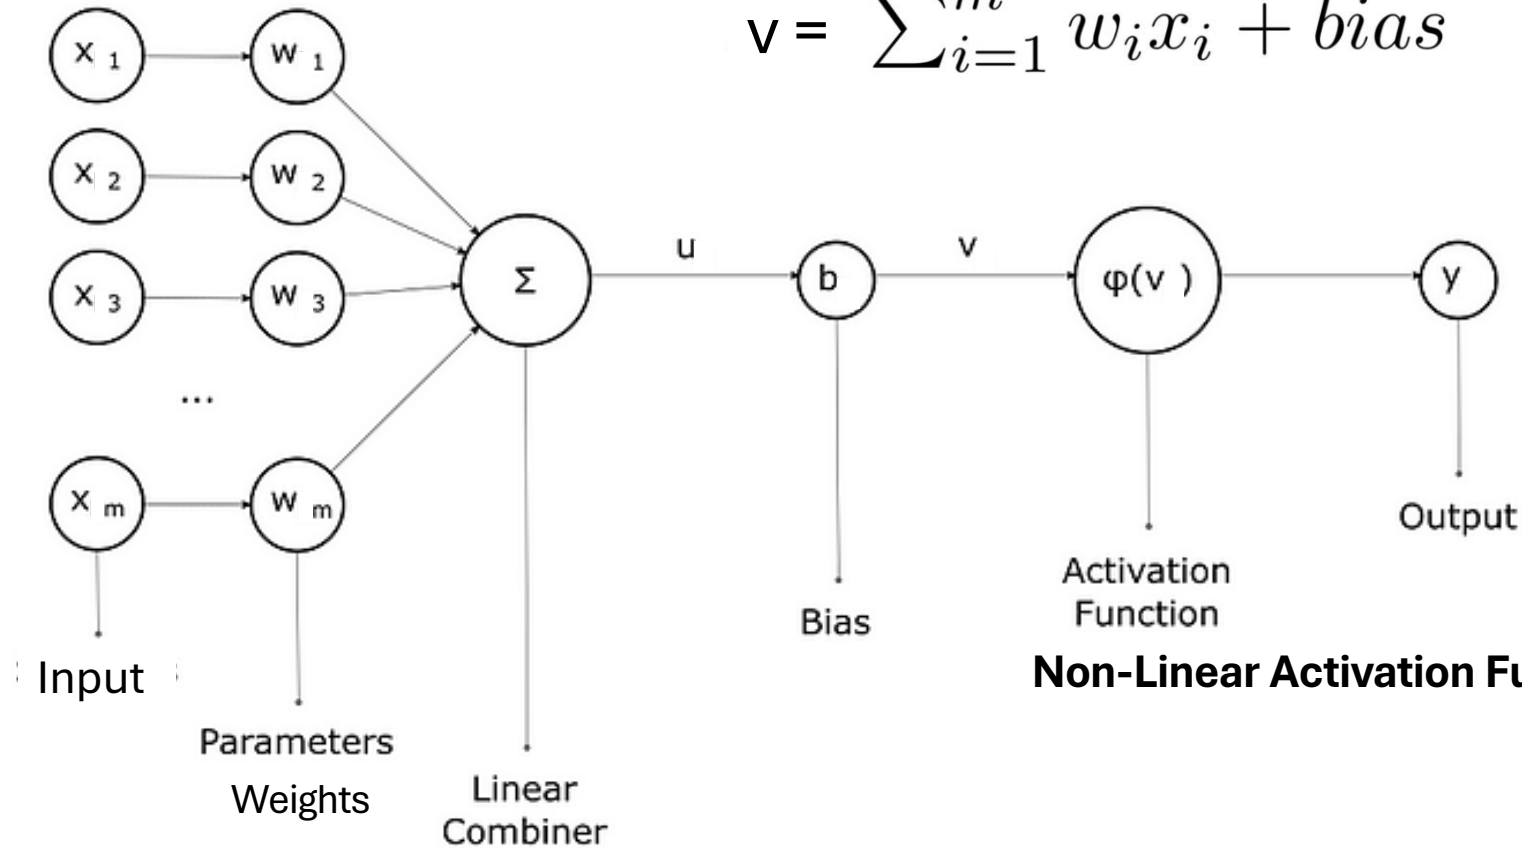 v = ∑_{i=1}^{m} w_i x_i + bias
x 1 w 1
x 2 w 2
x 3 w 3
...
x m w m
Σ u b v φ(v ) y
Output
Activation
Function
Bias
Non-Linear Activation
Input
Parameters
Weights
Linear
Combiner